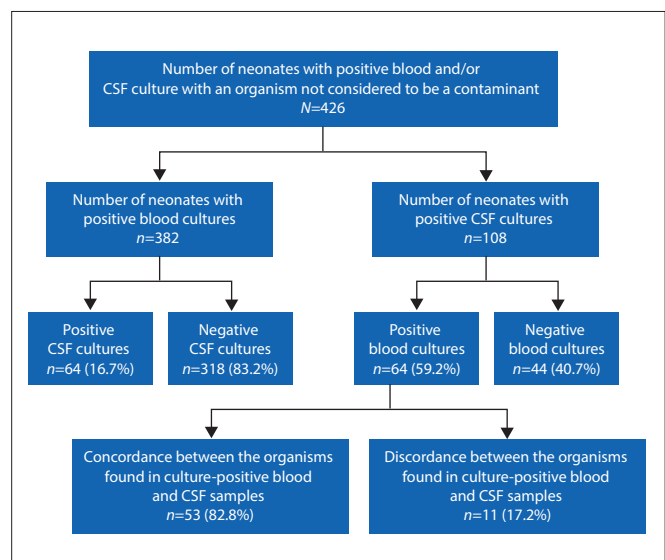 Number of neonates with positive blood and/or
CSF culture with an organism not considered to be a contaminant
N=426
Number of neonates with
positive blood cultures
n=382
Number of neonates with
positive CSF cultures
n=108
Positive
CSF cultures
n=64 (16.7%)
Negative
CSF cultures
n=318 (83.2%)
Positive
blood cultures
n=64 (59.2%)
Negative
blood cultures
n=44 (40.7%)
Concordance between the organisms
found in culture-positive blood
and CSF samples
n=53 (82.8%)
Discordance between the organisms
found in culture-positive blood
and CSF samples
n=11 (17.2%)